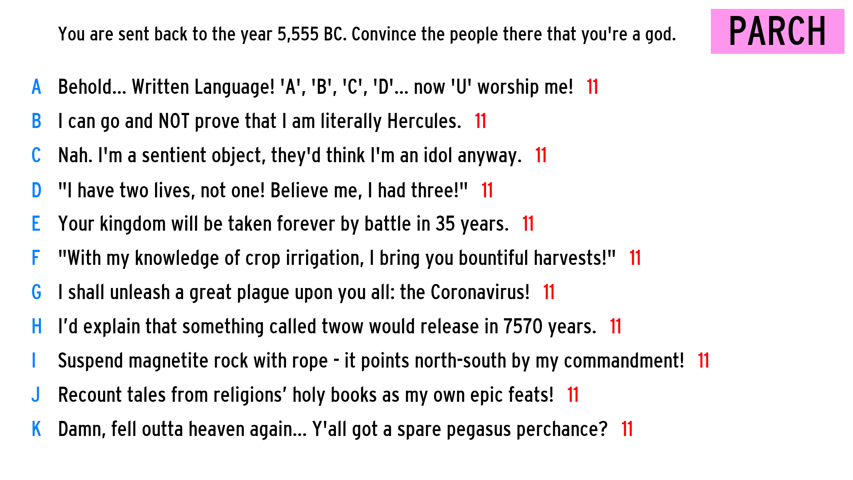 You are sent back to the year 5,555 BC. Convince the people there that you're a god.
PARCH
A Behold... Written Language! 'A', 'B', 'C', 'D'... now 'U' worship me! 11
B I can go and NOT prove that I am literally Hercules. 11
C Nah. I'm a sentient object, they'd think I'm an idol anyway. 11
D "I have two lives, not one! Believe me, I had three!" 11
E Your kingdom will be taken forever by battle in 35 years. 11
F "With my knowledge of crop irrigation, I bring you bountiful harvests!" 11
G I shall unleash a great plague upon you all: the Coronavirus! 11
H I’d explain that something called twow would release in 7570 years. 11
I Suspend magnetite rock with rope - it points north-south by my commandment! 11
J Recount tales from religions’ holy books as my own epic feats! 11
K Damn, fell outta heaven again... Y'all got a spare pegasus perchance? 11